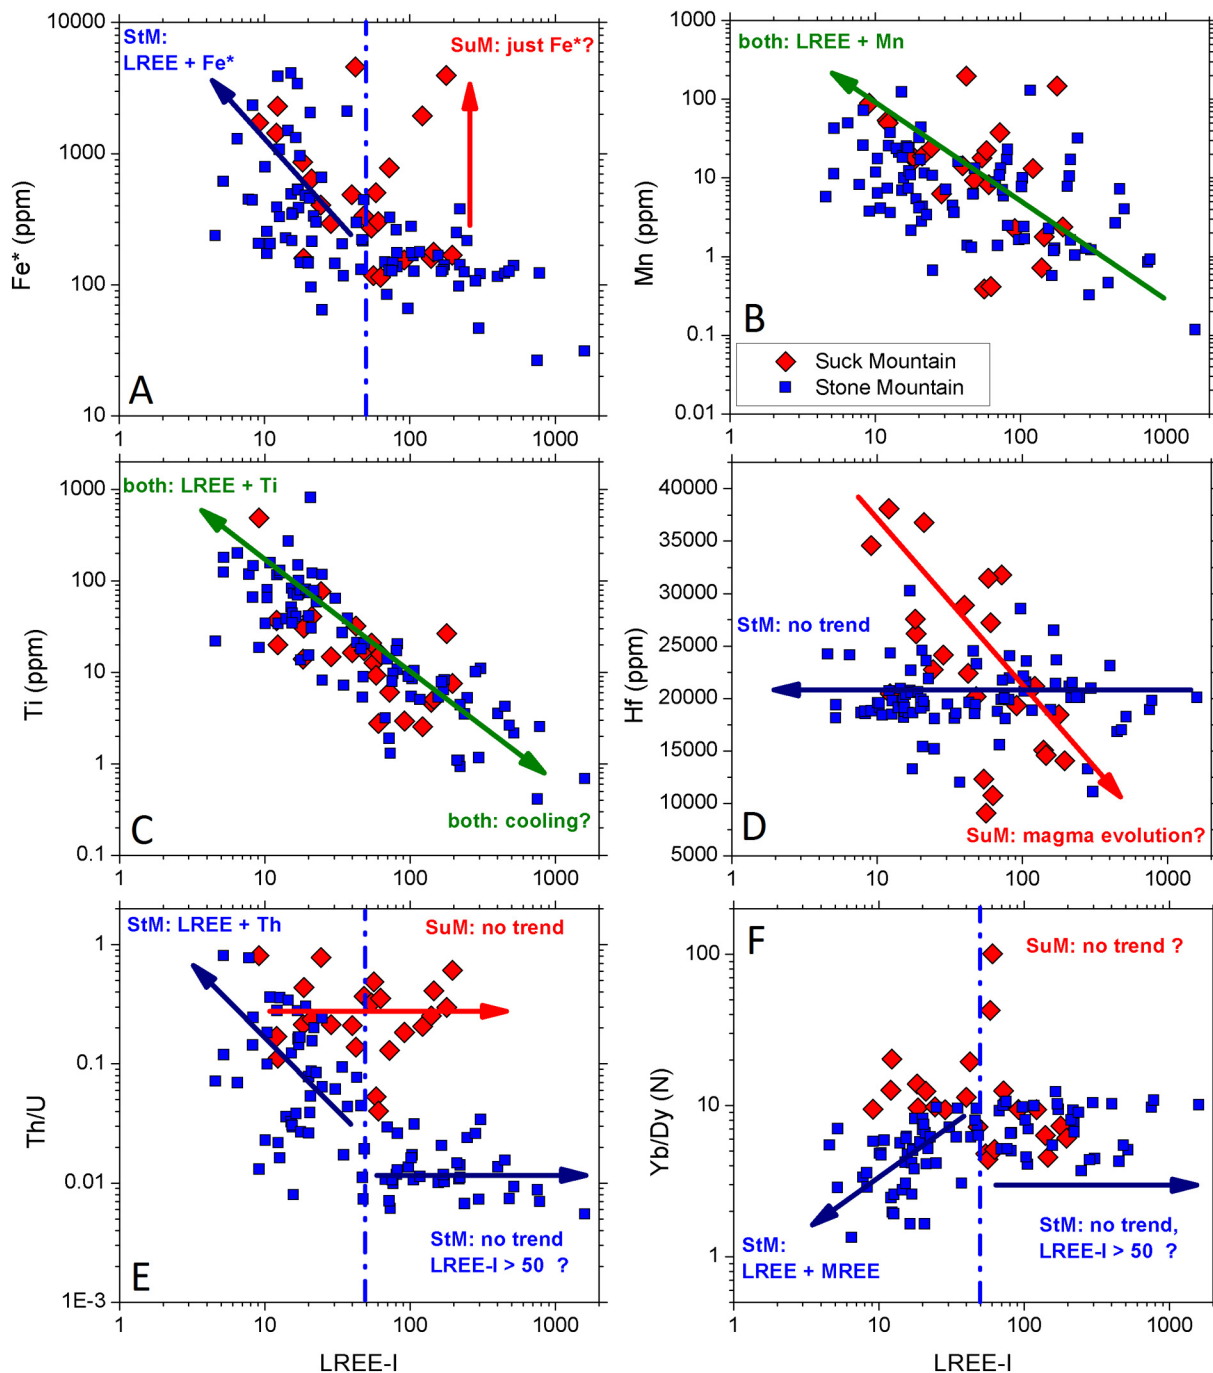 10000
1000
100
10
Fe* (ppm)
StM:
LREE + Fe*
SuM: just Fe*?
A
1
10
100
1000
1000
100
10
1
0.1
0.01
Mn (ppm)
both: LREE + Mn
B
Suck Mountain
Stone Mountain
1
10
100
1000
1000
100
10
1
0.1
Ti (ppm)
both: LREE + Ti
C
both: cooling?
1
10
100
1000
40000
35000
30000
25000
20000
15000
10000
5000
Hf (ppm)
StM: no trend
D
SuM: magma evolution?
1
10
100
1000
1
0.1
0.01
1E-3
Th/U
StM: LREE + Th
SuM: no trend
E
StM: no trend
LREE-I > 50 ?
1
10
100
1000
LREE-I
100
10
1
Yb/Dy (N)
F
SuM: no trend ?
StM:
LREE + MREE
StM: no trend,
LREE-I > 50 ?
1
10
100
1000
LREE-I